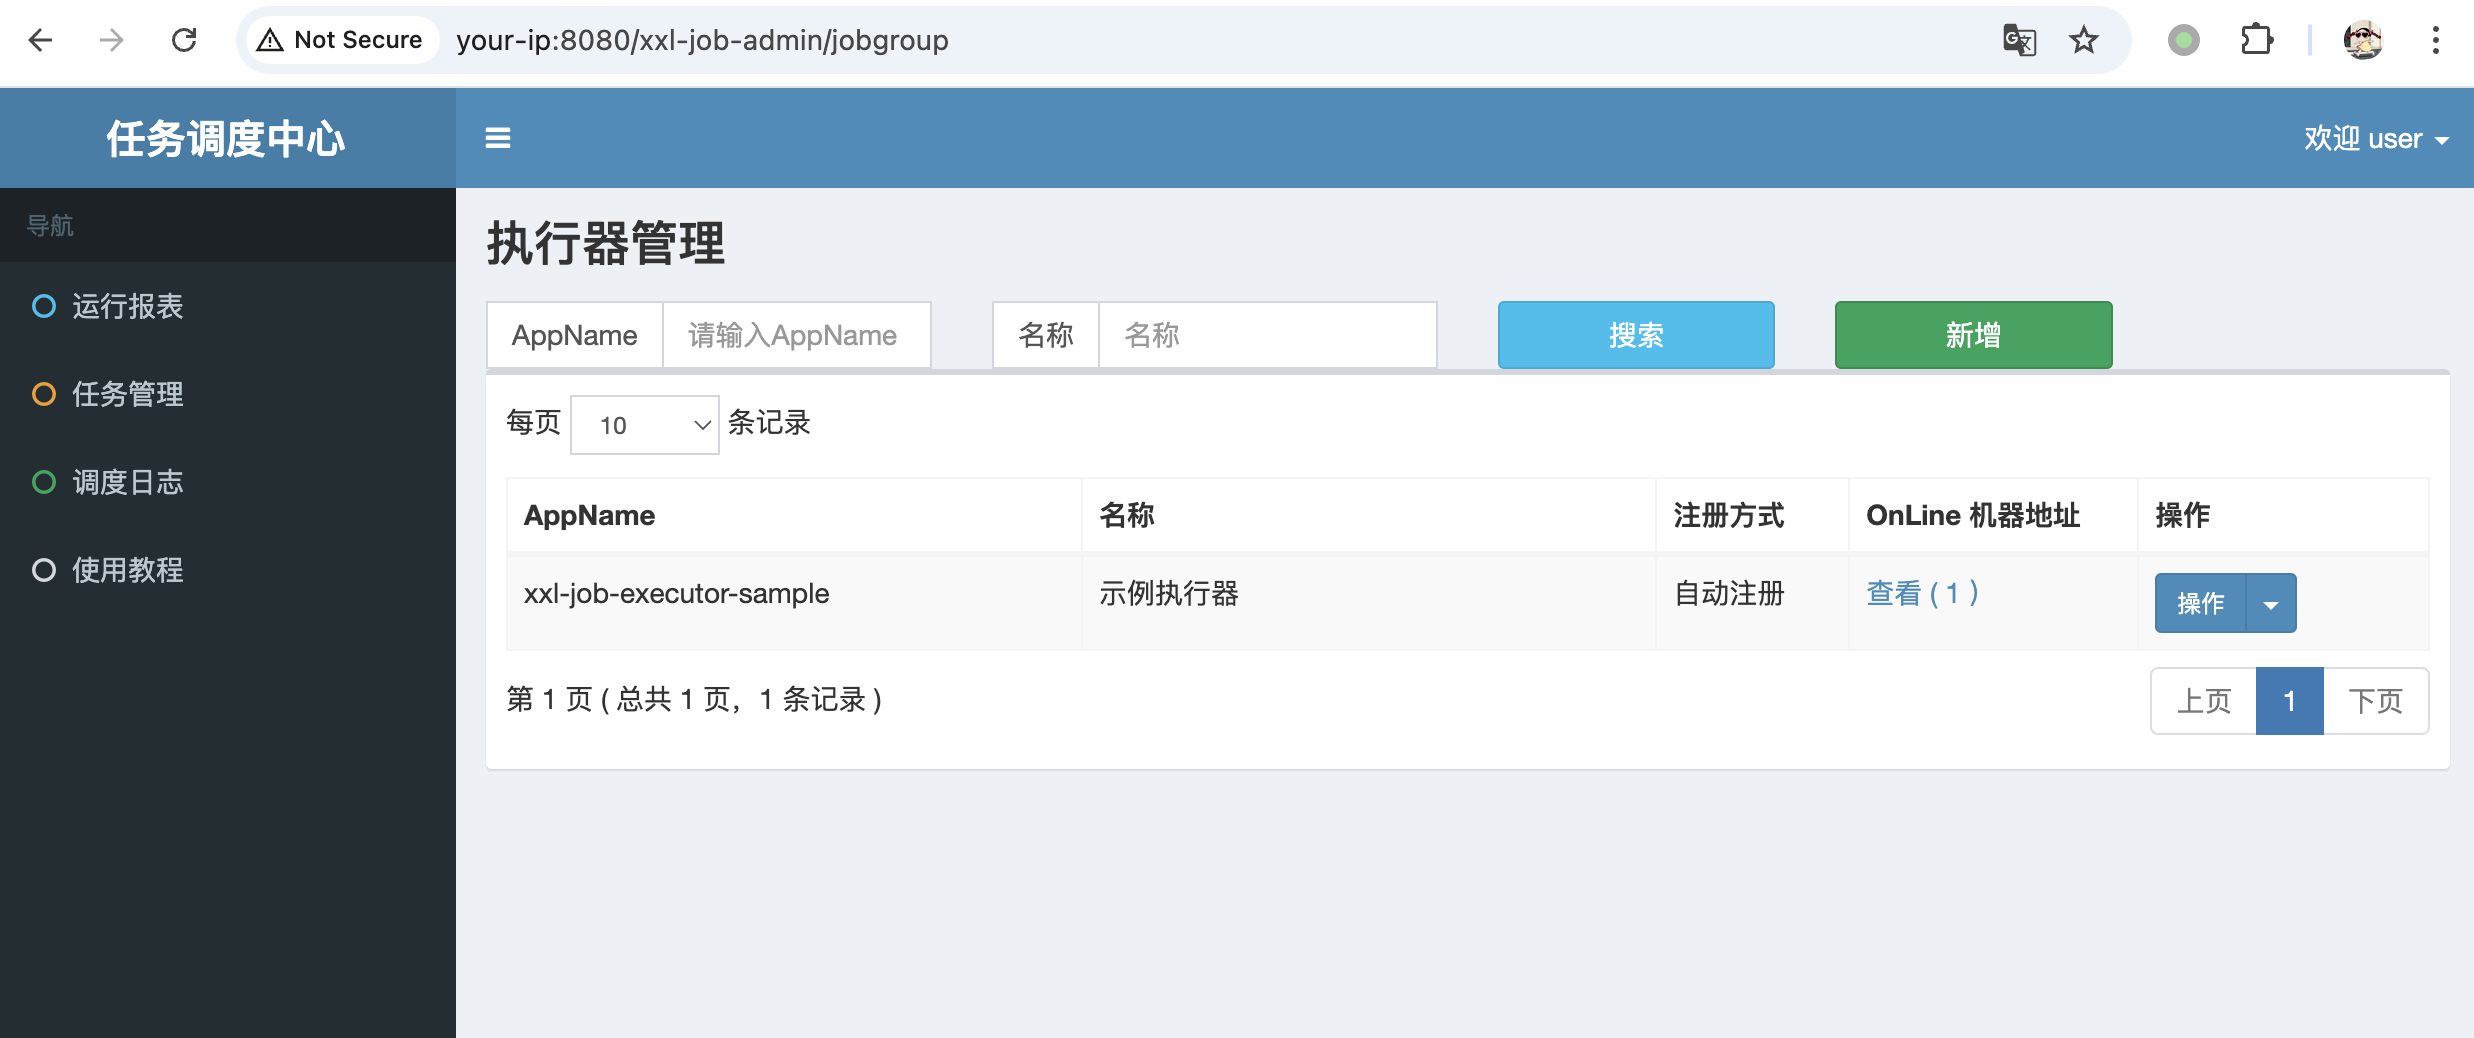 Not Secure your-ip:8080/xxl-job-admin/jobgroup
任务调度中心
欢迎 user
导航
运行报表
任务管理
调度日志
使用教程
执行器管理
AppName 请输入AppName 名称 名称 搜索 新增
每页 10 条记录
AppName 名称 注册方式 OnLine 机器地址 操作
xxl-job-executor-sample 示例执行器 自动注册 查看 ( 1 ) 操作
第 1 页 ( 总共 1 页，1 条记录 )
上页 1 下页